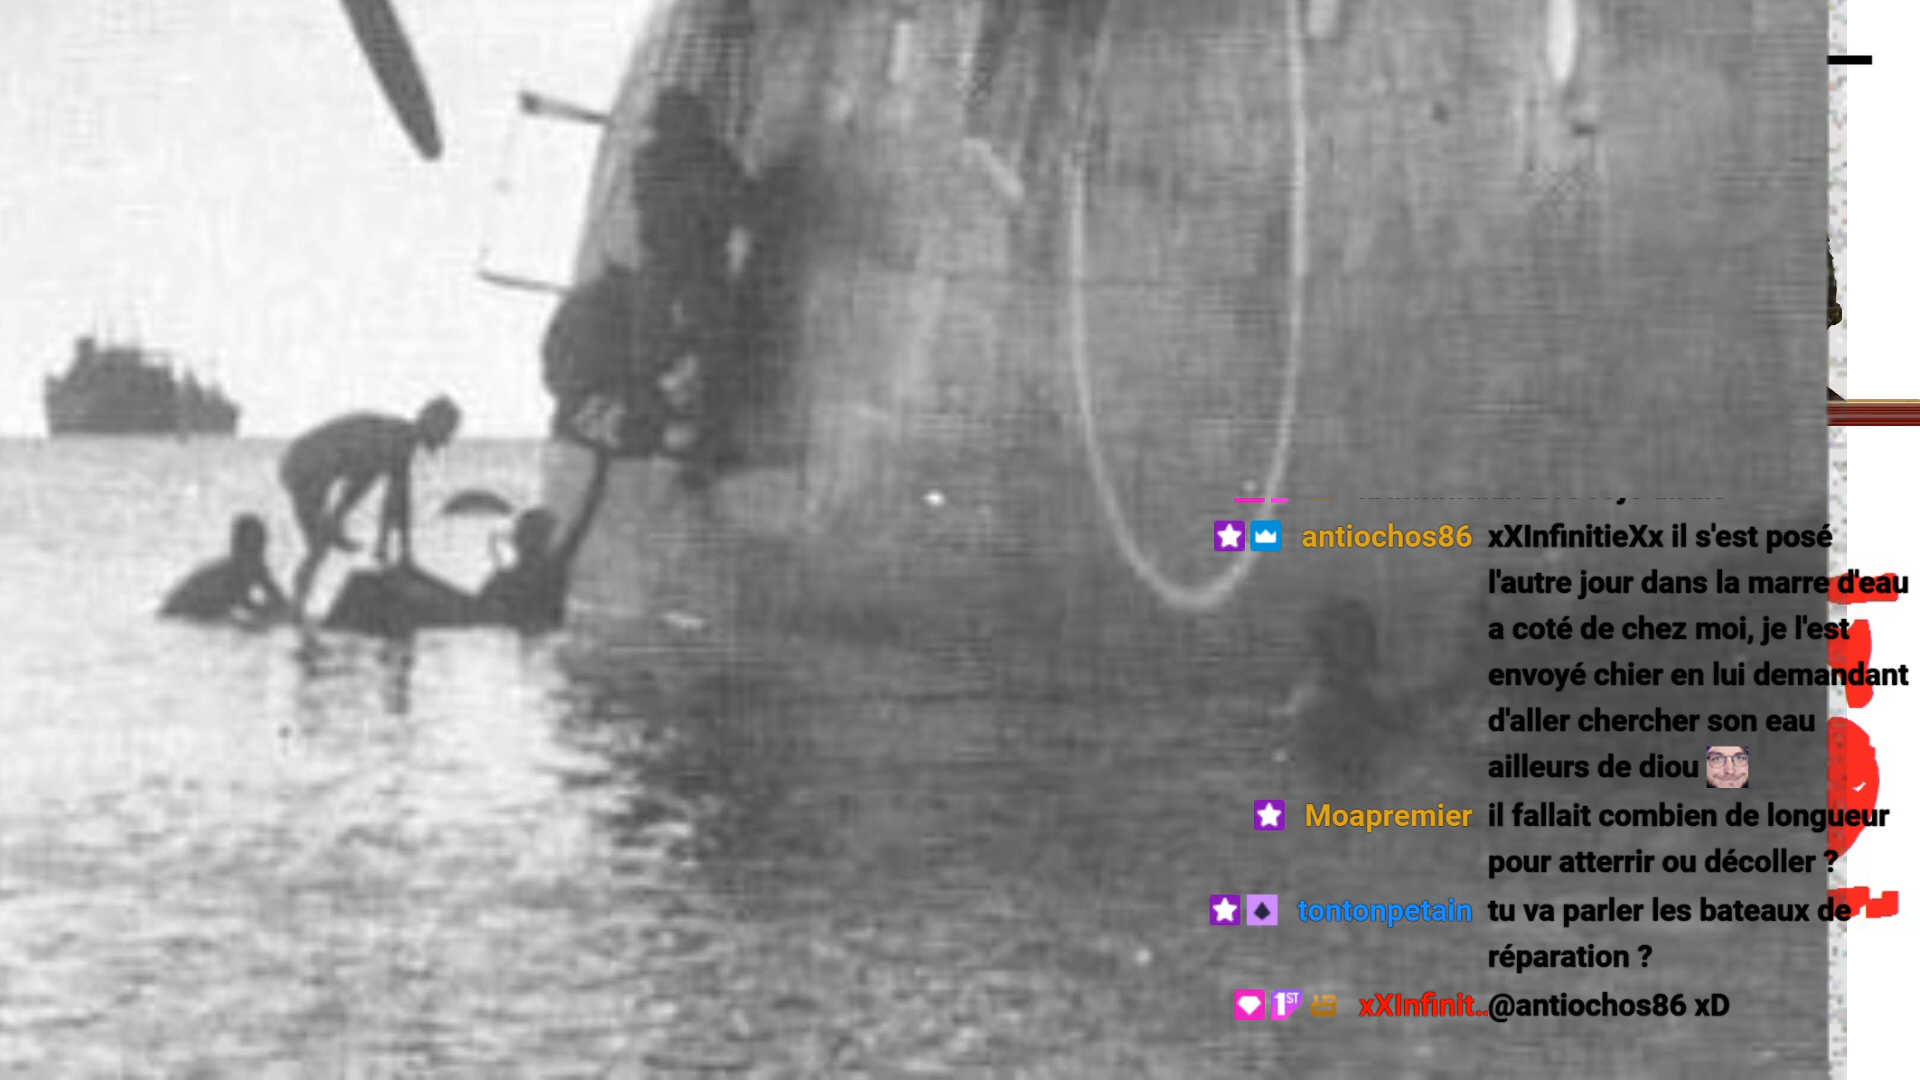 antiochos86 xXInfinitieXx il s'est posé
l'autre jour dans la marre d'eau
a coté de chez moi, je l'est
envoyé chier en lui demandant
d'aller chercher son eau
ailleurs de diou
Moapremier il fallait combien de longueur
pour atterrir ou décoller ?
1ST
tontonpetain tu va parler les bateaux de
réparation ?
xXInfinit.. @antiochos86 xD